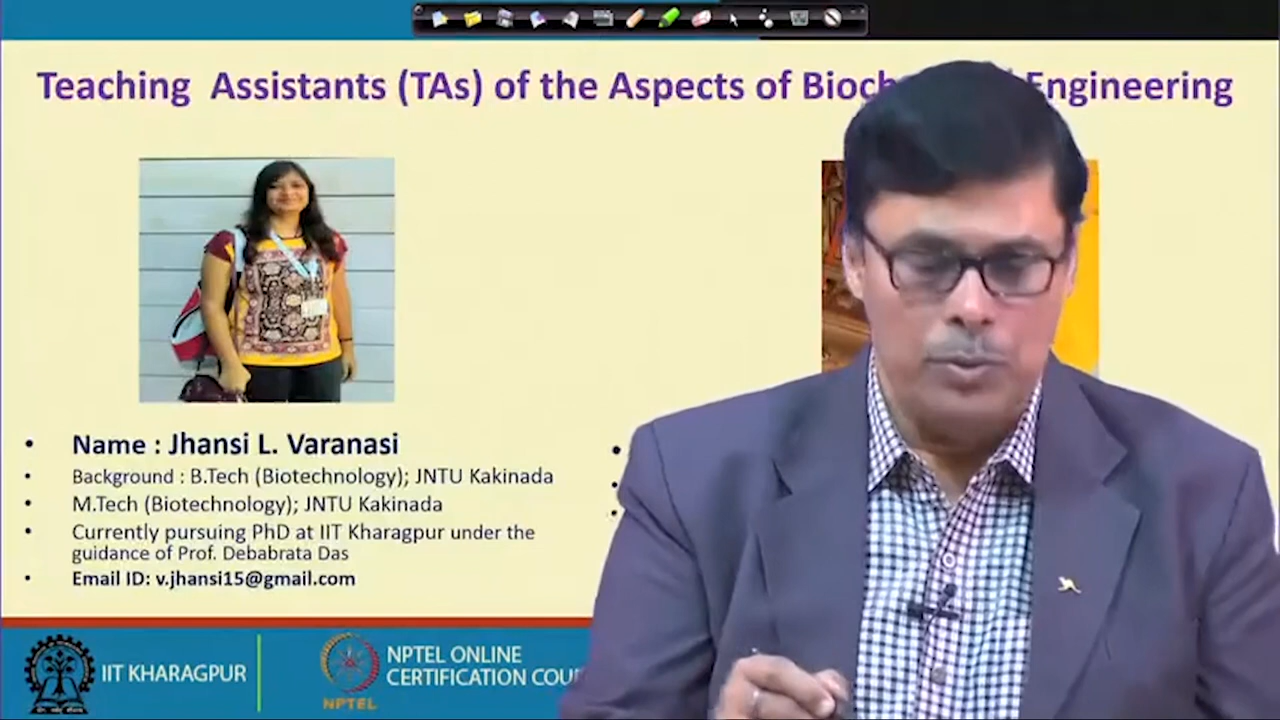 Teaching Assistants (TAs) of the Aspects of Engineering
Name : Jhansi L. Varanasi
Background : B.Tech (Biotechnology); JNTU Kakinada
M.Tech (Biotechnology); JNTU Kakinada
Currently pursuing PhD at IIT Kharagpur under the
guidance of Prof. Debabrata Das
Email ID: v.jhansi15@gmail.com
IIT KHARAGPUR
NPTEL ONLINE
CERTIFICATION
NPTEL